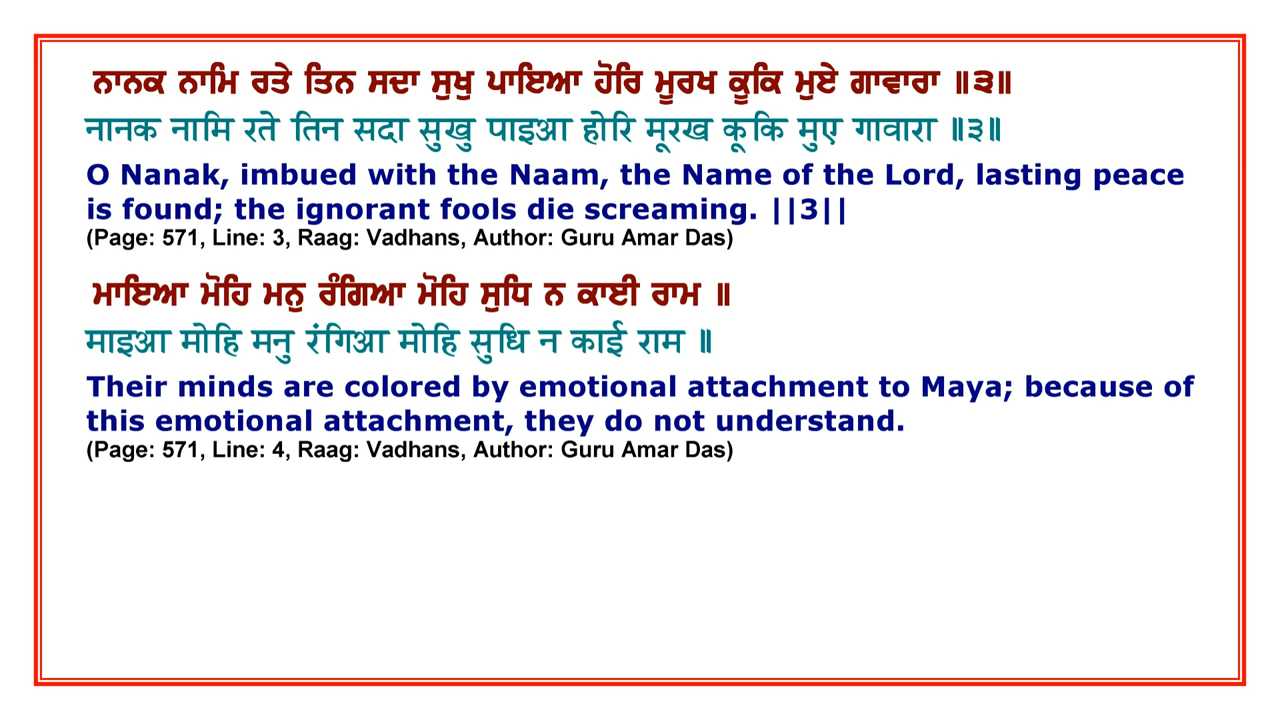 ਨਾਨਕ ਨਾਮਿ ਰਤੇ ਤਿਨ ਸਦਾ ਸੁਖੁ ਪਾਇਆ ਹੋਰਿ ਮੂਰਖ ਕੂਕਿ ਮੁਏ ਗਾਵਾਰਾ ॥੩॥
नानक नामि रते तिन सदा सुखु पाइआ होरि मूरख कूकि मुए गावारा ॥३॥
O Nanak, imbued with the Naam, the Name of the Lord, lasting peace
is found; the ignorant fools die screaming. ||3||
(Page: 571, Line: 3, Raag: Vadhans, Author: Guru Amar Das)
ਮਾਇਆ ਮੋਹਿ ਮਨੁ ਰੰਗਿਆ ਮੋਹਿ ਸੁਧਿ ਨ ਕਾਈ ਰਾਮ ॥
माइआ मोहि मनु रंगिआ मोहि सुधि न काई राम ॥
Their minds are colored by emotional attachment to Maya; because of
this emotional attachment, they do not understand.
(Page: 571, Line: 4, Raag: Vadhans, Author: Guru Amar Das)